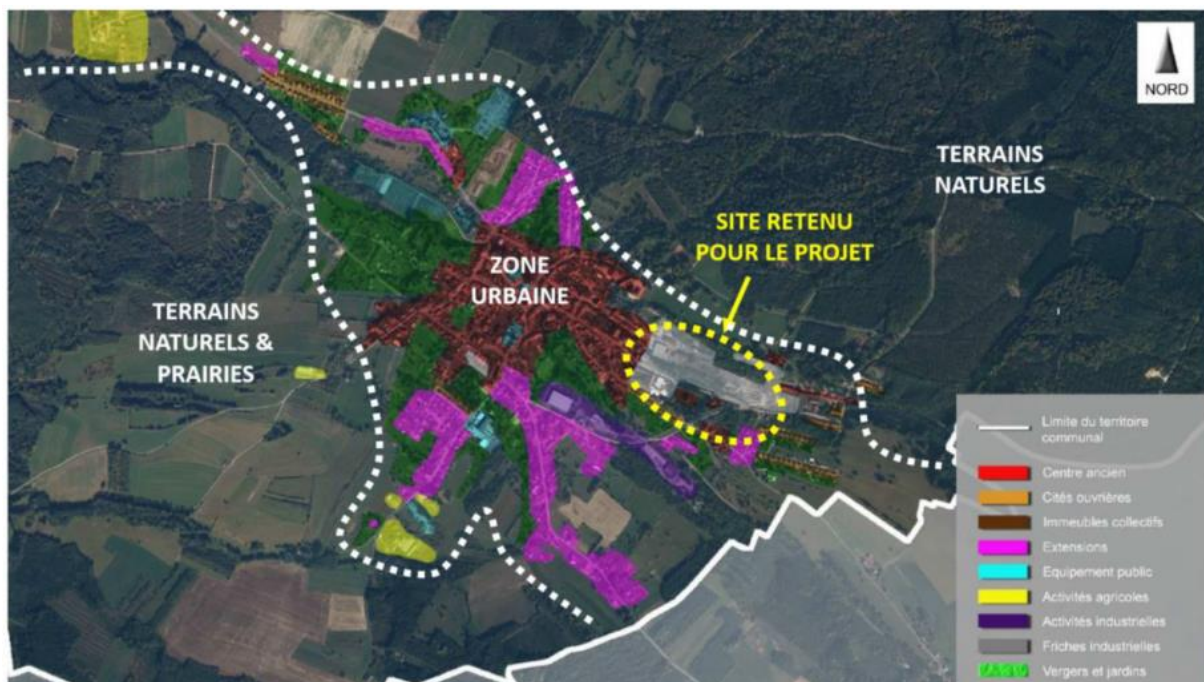 NORD
TERRAINS
NATURELS
SITE RETENU
POUR LE PROJET
ZONE
URBAINE
TERRAINS
NATURELS &
PRAIRIES
Limite du territoire
communal
Centre ancien
Cités ouvrières
Immeubles collectifs
Extensions
Equipement public
Activités agricoles
Activités industrielles
Friches industrielles
Vergers et jardins